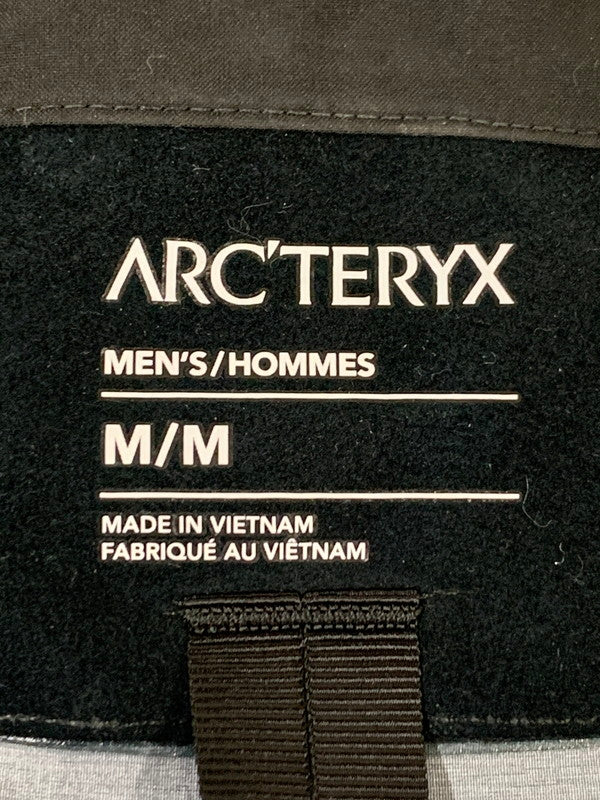 ARC'TERYX
MEN'S/HOMMES
M/M
MADE IN VIETNAM
FABRIQUÉ AU VIÊTNAM